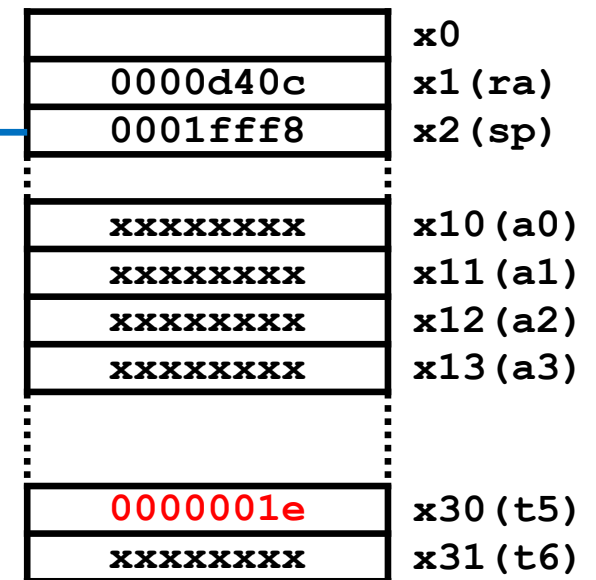 x0
0000d40c x1(ra)
0001fff8 x2(sp)
xxxxxxxx x10(a0)
xxxxxxxx x11(a1)
xxxxxxxx x12(a2)
xxxxxxxx x13(a3)
0000001e x30(t5)
xxxxxxxx x31(t6)